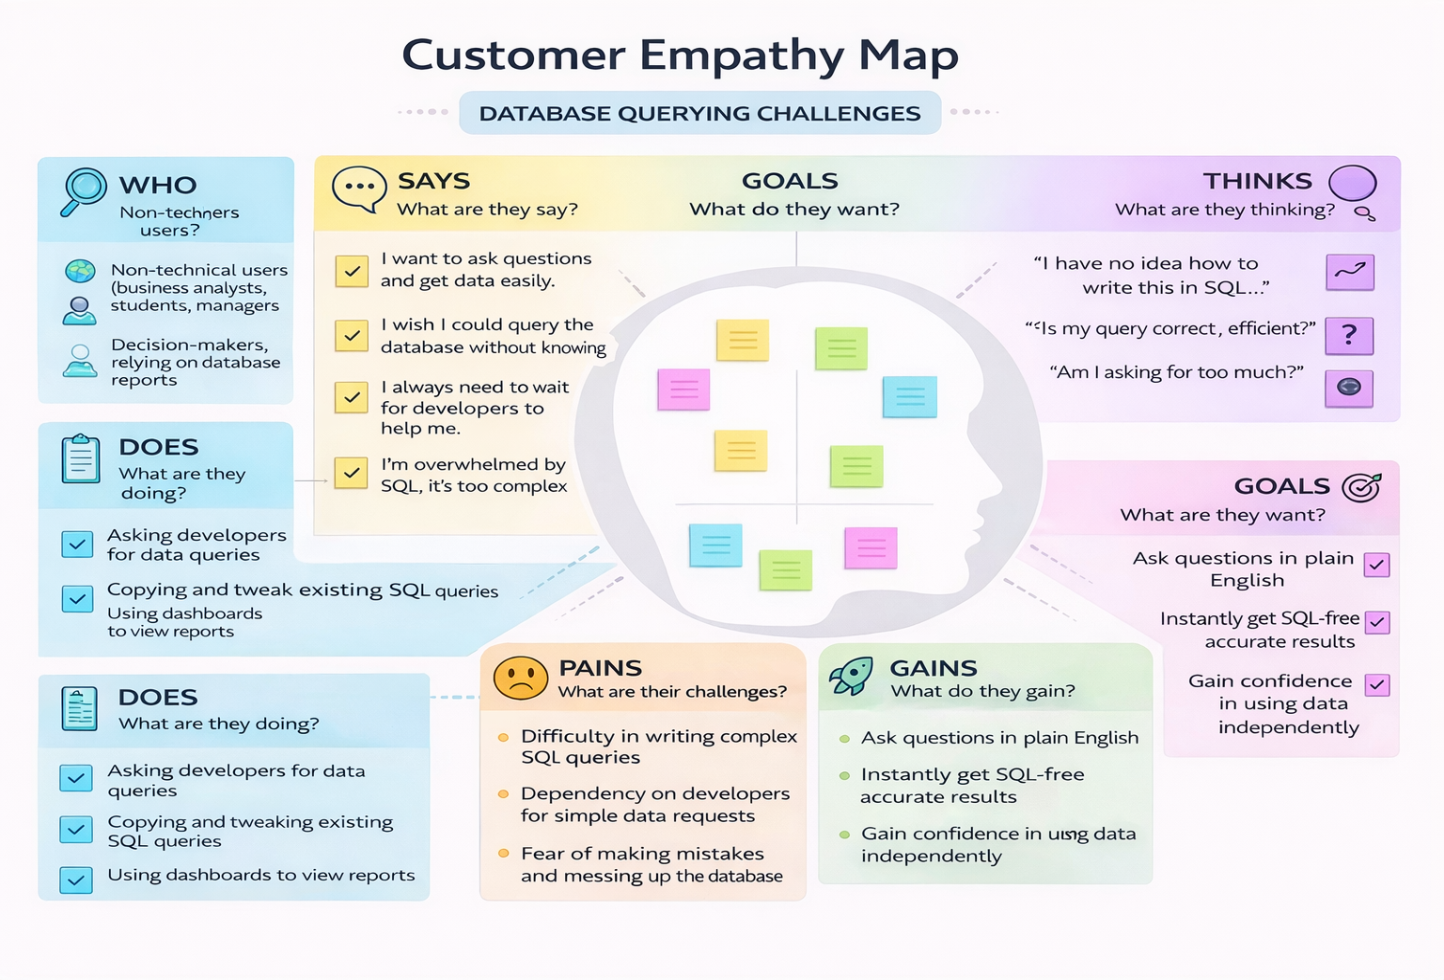 Customer Empathy Map
DATABASE QUERYING CHALLENGES
WHO
Non-techners
users?
Non-technical users
(business analysts,
students, managers
Decision-makers,
relying on database
reports
SAYS
What are they say?
I want to ask questions
and get data easily.
I wish I could query the
database without knowing
I always need to wait
for developers to
help me.
I'm overwhelmed by
SQL, it's too complex
GOALS
What do they want?
THINKS
What are they thinking?
“I have no idea how to
write this in SQL...”
“‘Is my query correct, efficient?”
?
“Am I asking for too much?”
DOES
What are they
doing?
Asking developers
for data queries
Copying and tweak existing SQL queries
Using dashboards
to view reports
GOALS
What are they want?
Ask questions in plain
English
Instantly get SQL-free
accurate results
Gain confidence
in using data
independently
DOES
What are they doing?
Asking developers for data
queries
Copying and tweaking existing
SQL queries
Using dashboards to view reports
PAINS
What are their challenges?
Difficulty in writing complex
SQL queries
Dependency on developers
for simple data requests
Fear of making mistakes
and messing up the database
GAINS
What do they gain?
Ask questions in plain English
Instantly get SQL-free
accurate results
Gain confidence in using data
independently